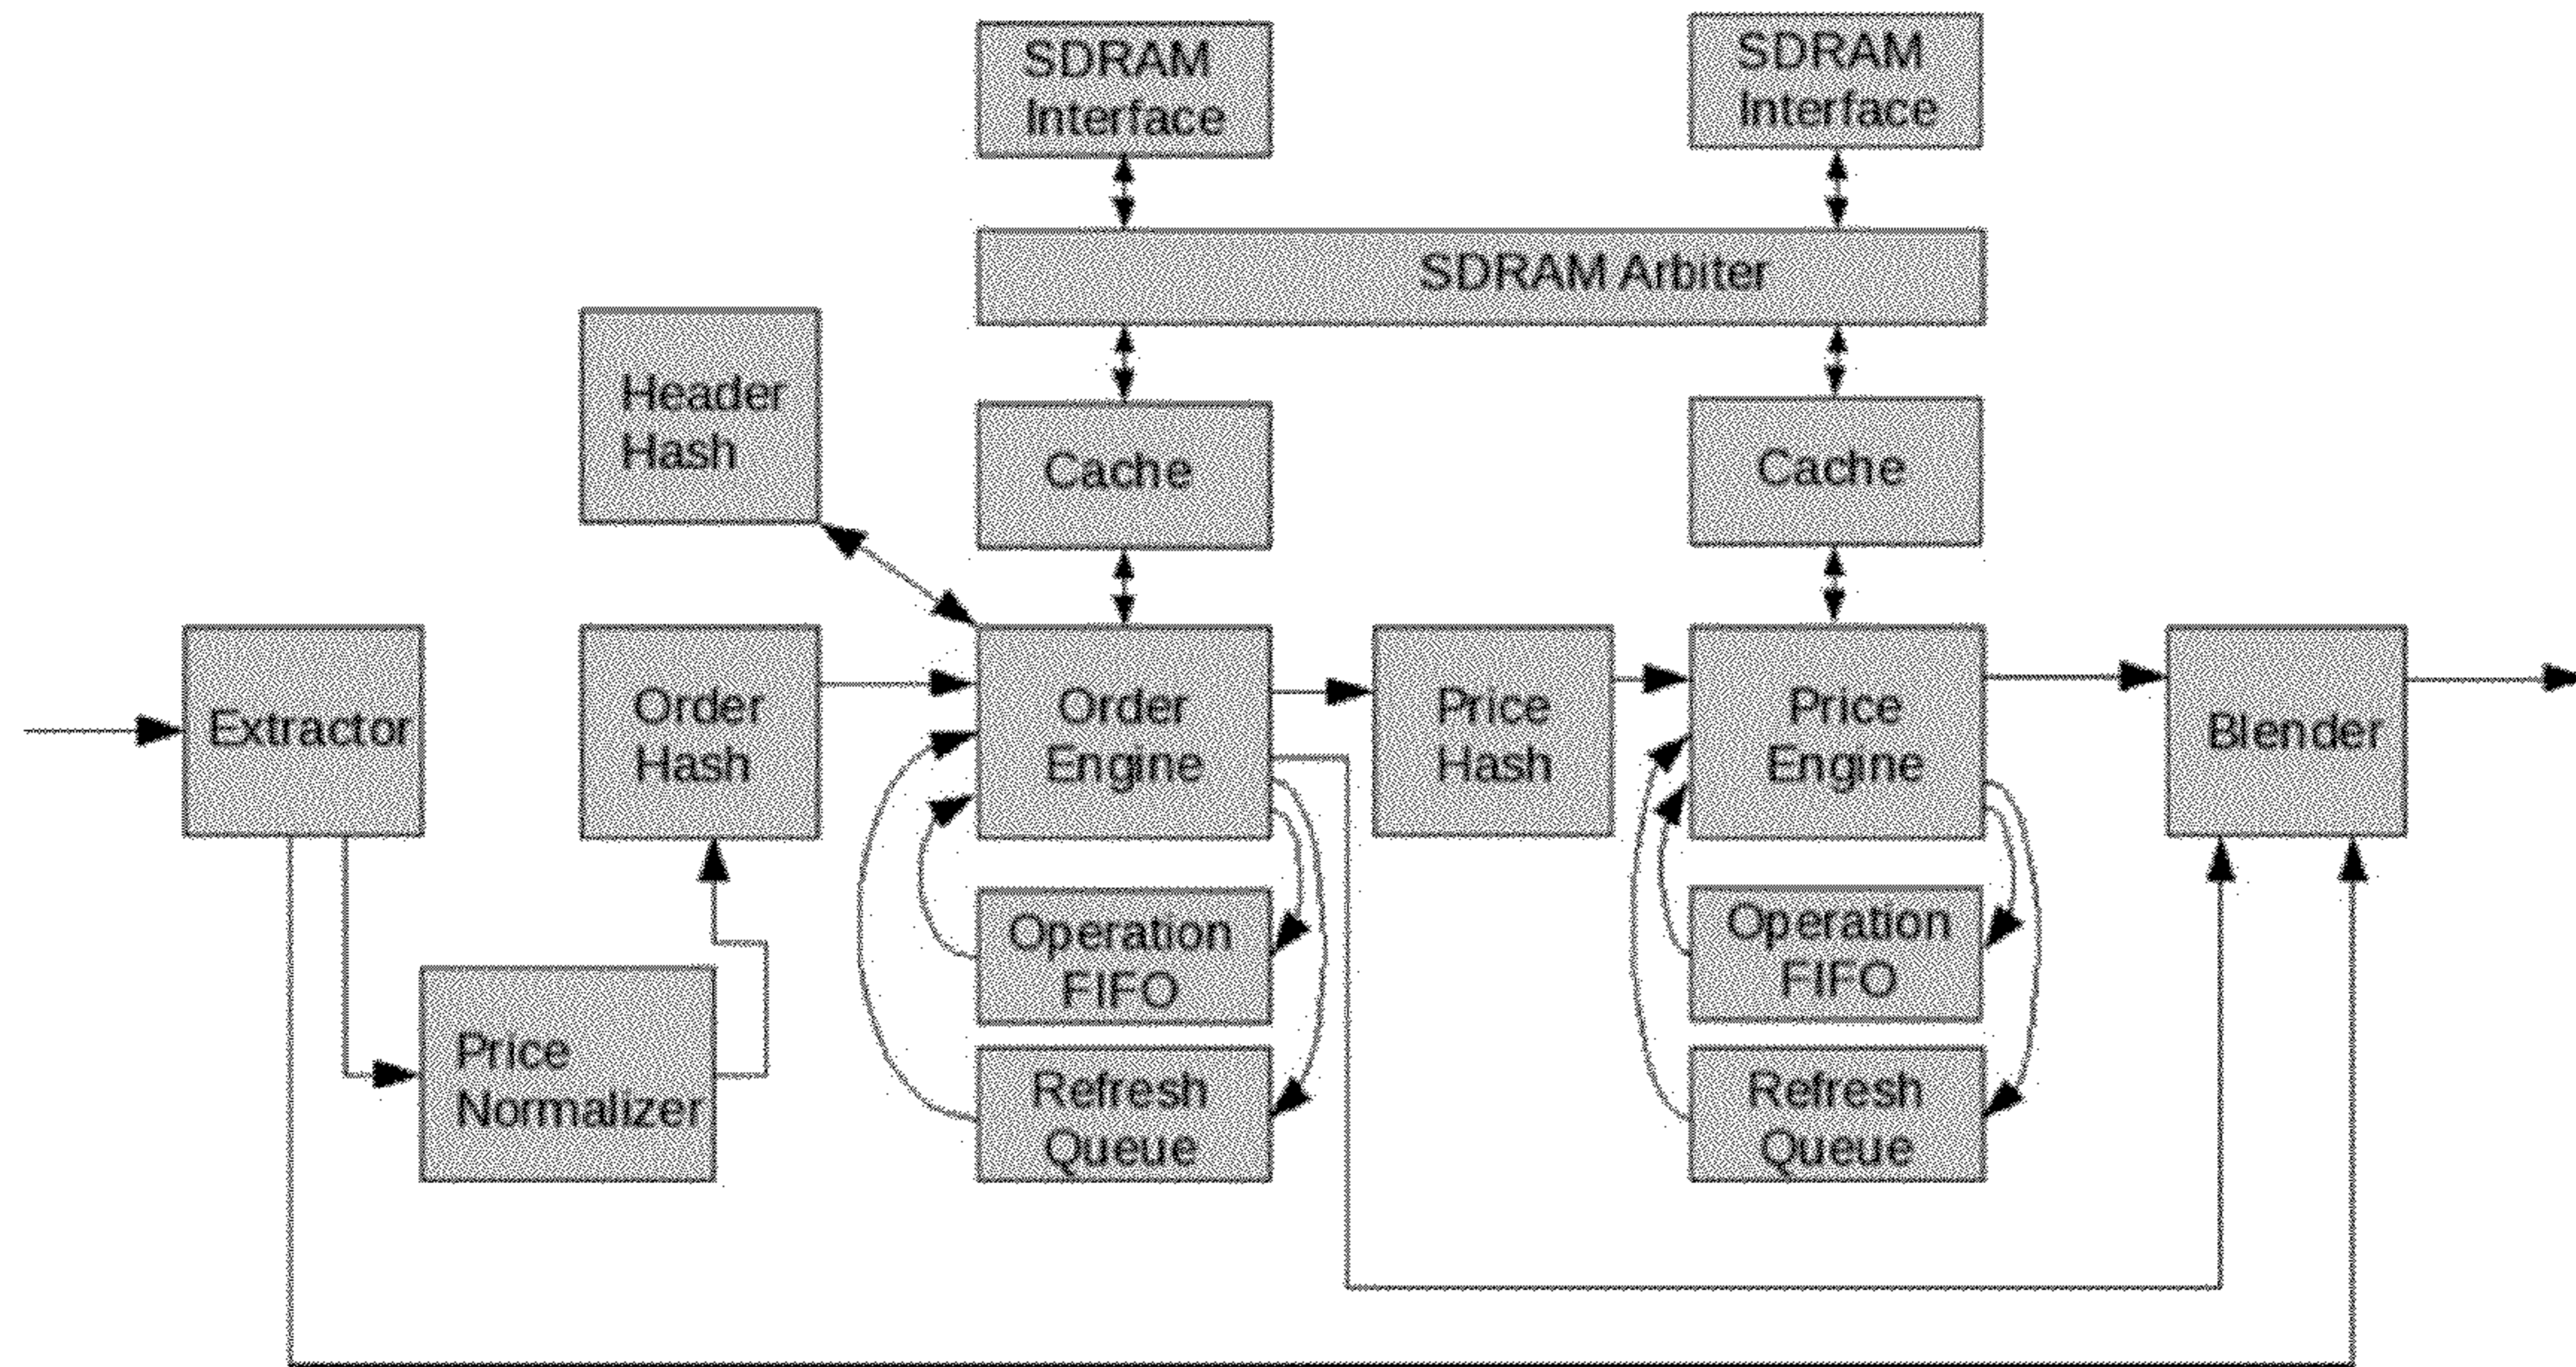 SDRAM
Interface
SDRAM
Interface
SDRAM Arbiter
Header
Hash
Cache
Cache
Extractor
Order
Hash
Order
Engine
Price
Hash
Price
Engine
Blender
Operation
FIFO
Operation
FIFO
Price
Normalizer
Refresh
Queue
Refresh
Queue